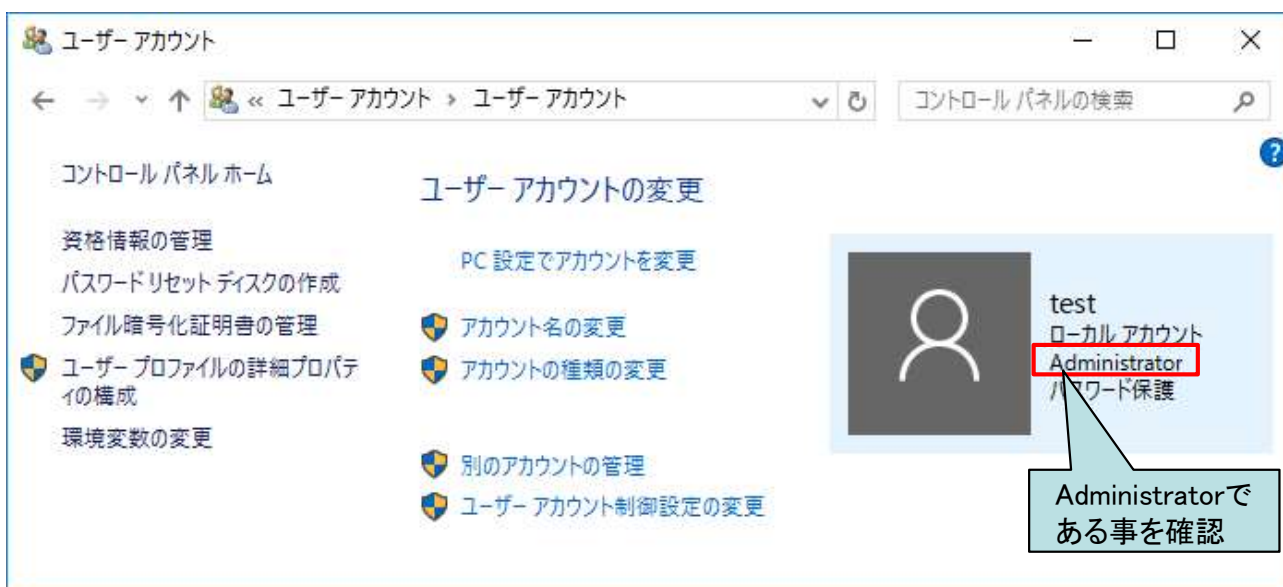 ユーザー アカウント
« ユーザー アカウント › ユーザー アカウント
コントロール パネルの検索
コントロール パネル ホーム
資格情報の管理
パスワード リセット ディスクの作成
ファイル暗号化証明書の管理
ユーザー プロファイルの詳細プロパテ
ィの構成
環境変数の変更
ユーザー アカウントの変更
PC 設定でアカウントを変更
アカウント名の変更
アカウントの種類の変更
別のアカウントの管理
ユーザー アカウント制御設定の変更
test
ローカル アカウント
Administrator
パスワード保護
Administratorで
ある事を確認